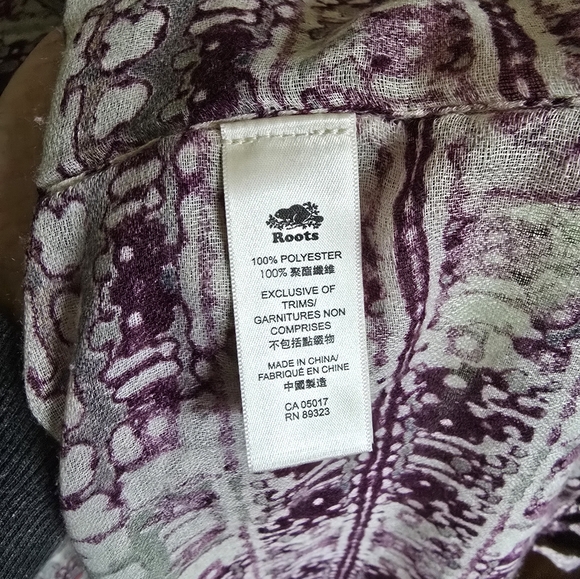 Roots
100% POLYESTER
100% 聚酯纖維
EXCLUSIVE OF
TRIMS/
GARNITURES NON
COMPRISES
不包括點綴物
MADE IN CHINA/
FABRIQUÉ EN CHINE
中國製造
CA 05017
RN 89323